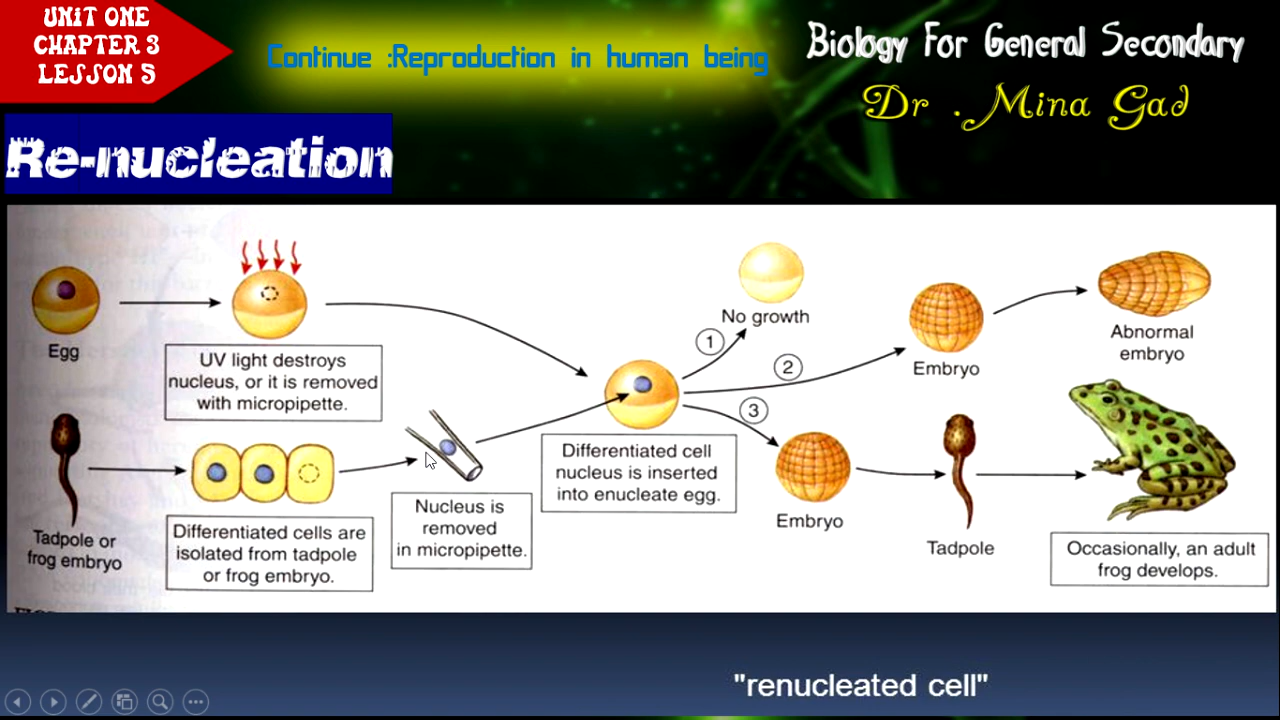 UNIT ONE
CHAPTER 3
LESSON 5
Continue :Reproduction in human being
Biology For General Secondary
Dr . Mina Gad
Re-nucleation
Egg
UV light destroys
nucleus, or it is removed
with micropipette.
Tadpole or
frog embryo
Differentiated cells are
isolated from tadpole
or frog embryo.
Nucleus is
removed
in micropipette.
Differentiated cell
nucleus is inserted
into enucleate egg.
1
No growth
2
Embryo
Abnormal
embryo
3
Embryo
Tadpole
Occasionally, an adult
frog develops.
"renucleated cell"